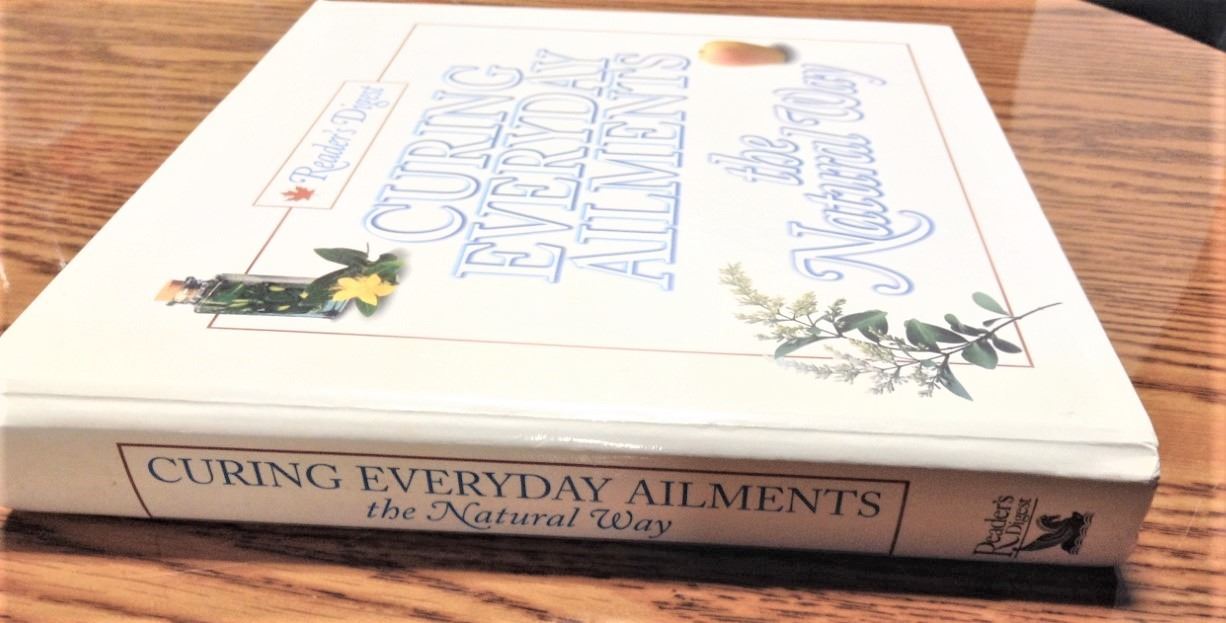 Reader's Digest
CURING
EVERYDAY
AILMENTS
the
Natural Way
CURING EVERYDAY AILMENTS
the Natural Way
Reader's
Digest